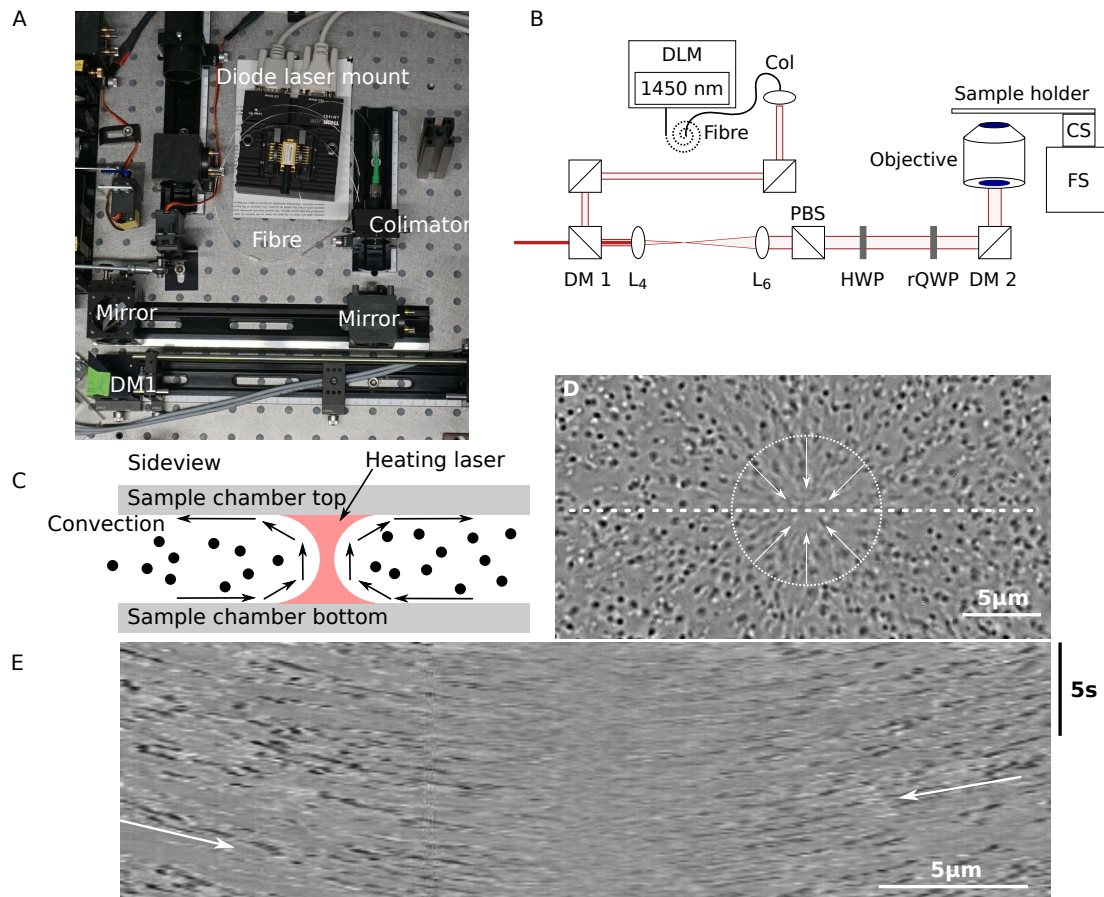 A
Diode laser mount
Fibre
Colimator
Mirror
Mirror
DM1
B
DLM
1450 nm
Col
Fibre
Sample holder
CS
Objective
FS
PBS
DM 1
L4
L6
HWP
rQWP
DM 2
C
Sideview
Heating laser
Sample chamber top
Convection
Sample chamber bottom
D
5µm
E
5s
5µm